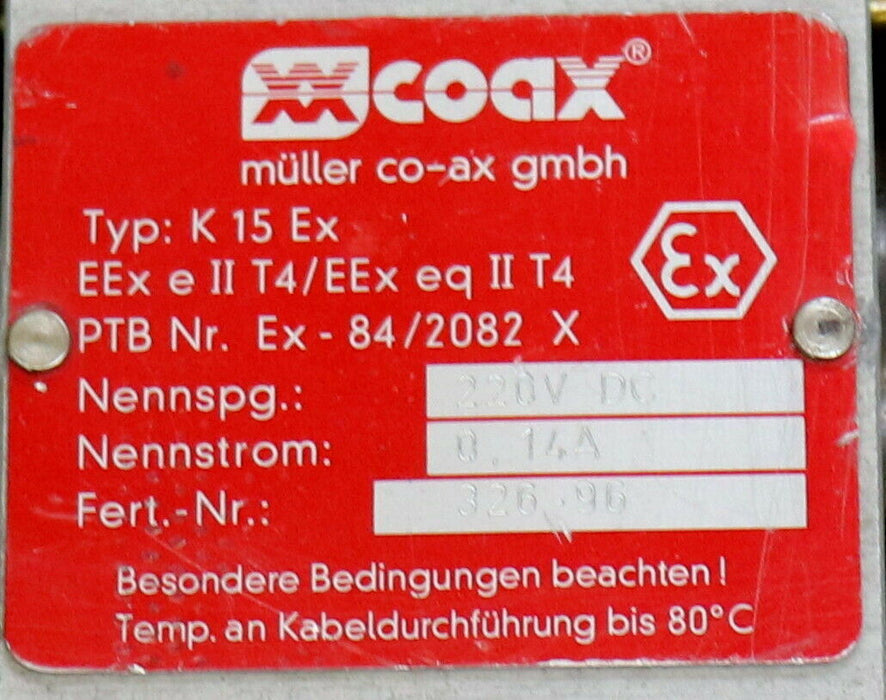 coax®
müller co-ax gmbh
Typ: K 15 Ex
EEx e II T4/EEx eq II T4
Ex
PTB Nr. Ex - 84/2082 X
Nennspg.: 220V DC
Nennstrom: 0.14A
Fert.-Nr.: 326.96
Besondere Bedingungen beachten!
Temp. an Kabeldurchführung bis 80°C